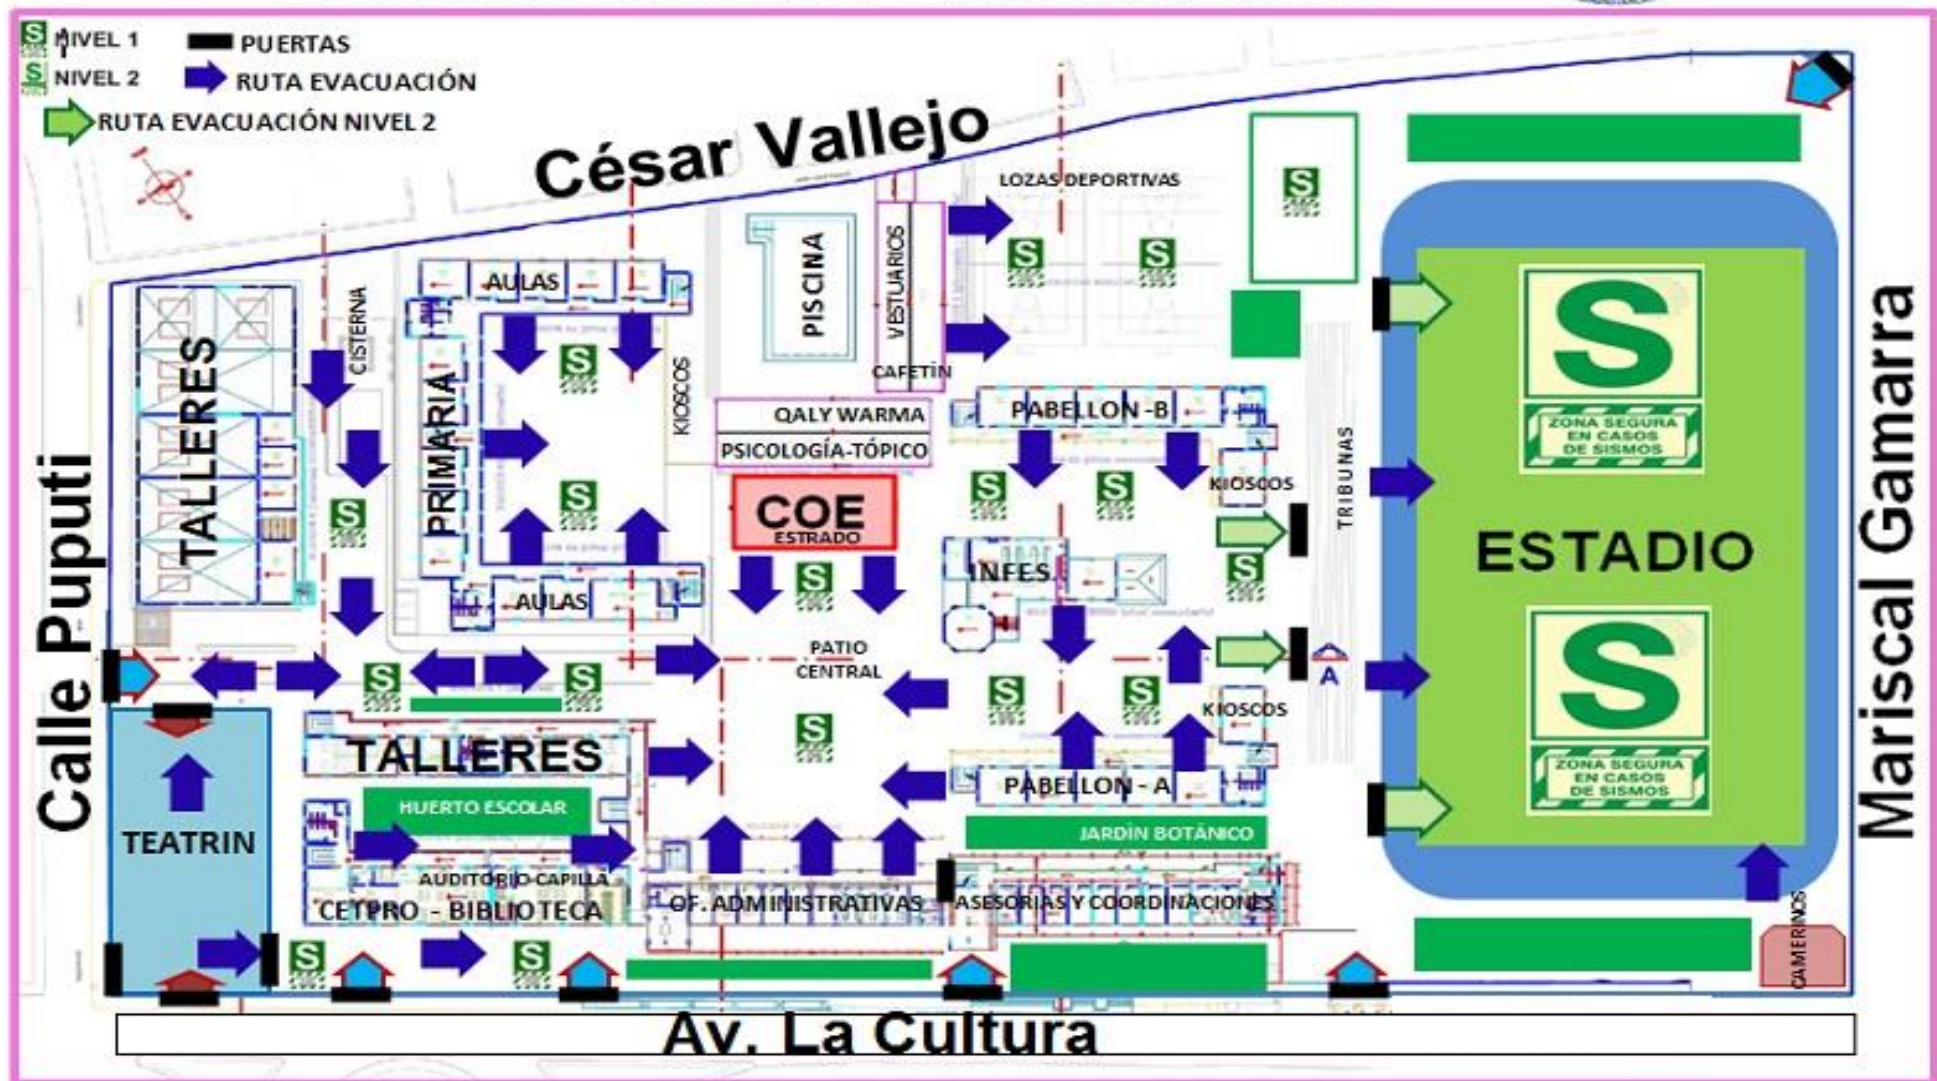 NIVEL 1
PUERTAS
NIVEL 2
RUTA EVACUACIÓN
RUTA EVACUACIÓN NIVEL 2
César Vallejo
LOZAS DEPORTIVAS
S
S
S
AULAS
CISTERNA
PISCINA
VESTUARIOS
TALLERES
PRIMARIA
KIOSCOS
S
CAFETÌN
QALY WARMA
PABELLON -B
PSICOLOGÍA-TÓPICO
S
ZONA SEGURA
EN CASOS
DE SISMOS
TRIBUNAS
KIOSCOS
S
S
S
S
COE
ESTRADO
ESTADIO
Calle Puputi
Mariscal Gamarra
INFES.
S
S
AULAS
PATIO
CENTRAL
A
S
S
S
S
S
KIOSCOS
S
ZONA SEGURA
EN CASOS
DE SISMOS
TALLERES
PABELLON - A
HUERTO ESCOLAR
JARDÍN BOTÁNICO
TEATRIN
AUDITORIO-CAPILLA
CETPRO - BIBLIOTECA
OF. ADMINISTRATIVAS
ASESORIAS Y COORDINACIONES
CAMERINOS
S
S
Av. La Cultura